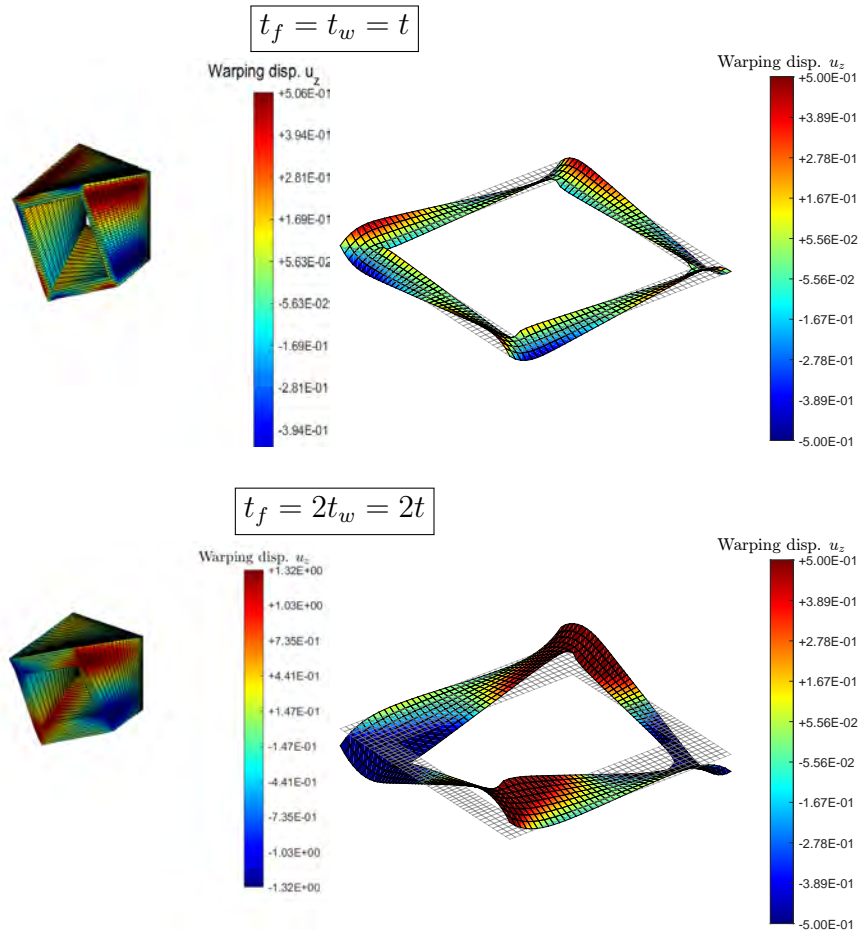 t_f = t_w = t
Warping disp. u_z
+5.06E-01
+3.94E-01
+2.81E-01
+1.69E-01
+5.63E-02
-5.63E-02
-1.69E-01
-2.81E-01
-3.94E-01
Warping disp. u_z
+5.00E-01
+3.89E-01
+2.78E-01
+1.67E-01
+5.56E-02
-5.56E-02
-1.67E-01
-2.78E-01
-3.89E-01
-5.00E-01
t_f = 2t_w = 2t
Warping disp. u_z
+1.32E+00
+1.03E+00
+7.35E-01
+4.41E-01
+1.47E-01
-1.47E-01
-4.41E-01
-7.35E-01
-1.03E+00
-1.32E+00
Warping disp. u_z
+5.00E-01
+3.89E-01
+2.78E-01
+1.67E-01
+5.56E-02
-5.56E-02
-1.67E-01
-2.78E-01
-3.89E-01
-5.00E-01